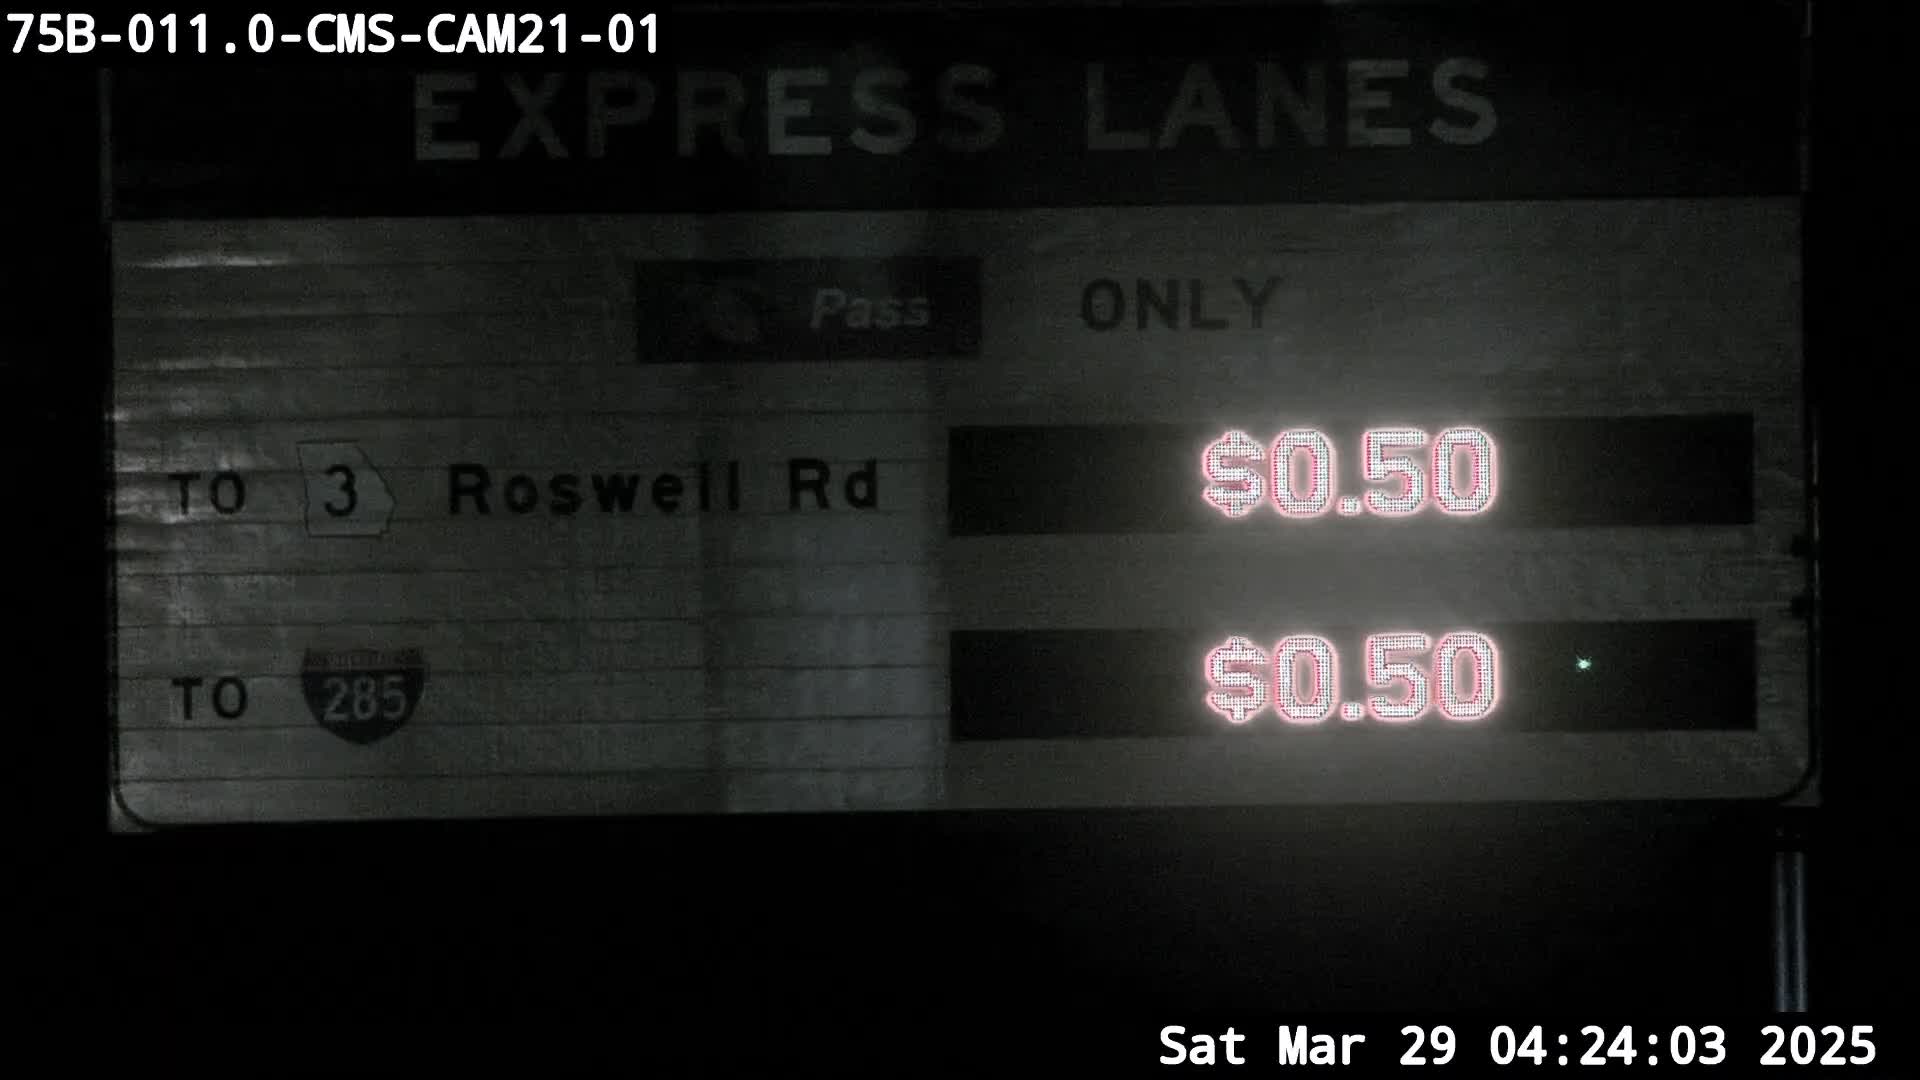 75B-011.0-CMS-CAM21-01
EXPRESS LANES
Pass ONLY
TO 3 Roswell Rd $0.50
TO 285 $0.50
Sat Mar 29 04:24:03 2025